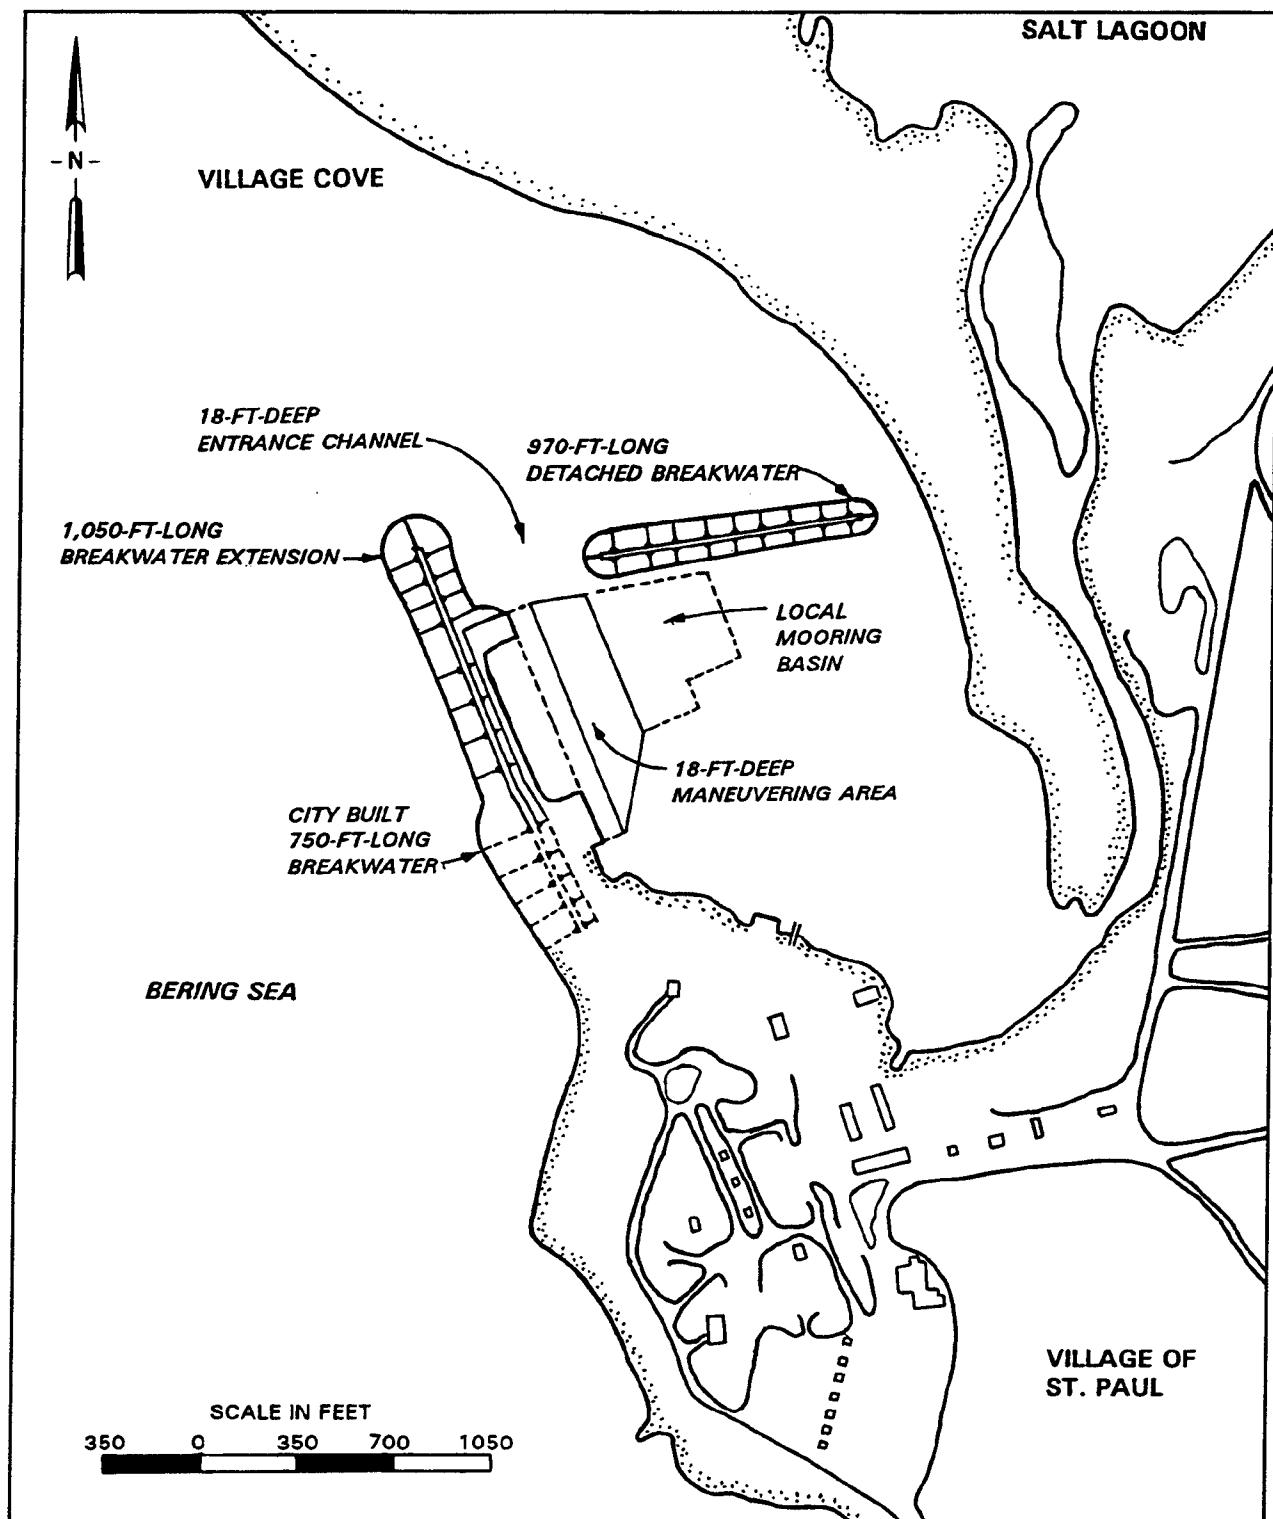 SALT LAGOON
- N -
VILLAGE COVE
18-FT-DEEP
ENTRANCE CHANNEL
970-FT-LONG
DETACHED BREAKWATER
1,050-FT-LONG
BREAKWATER EXTENSION
LOCAL
MOORING
BASIN
18-FT-DEEP
MANEUVERING AREA
CITY BUILT
750-FT-LONG
BREAKWATER
BERING SEA
VILLAGE OF
ST. PAUL
SCALE IN FEET
350 0 350 700 1050